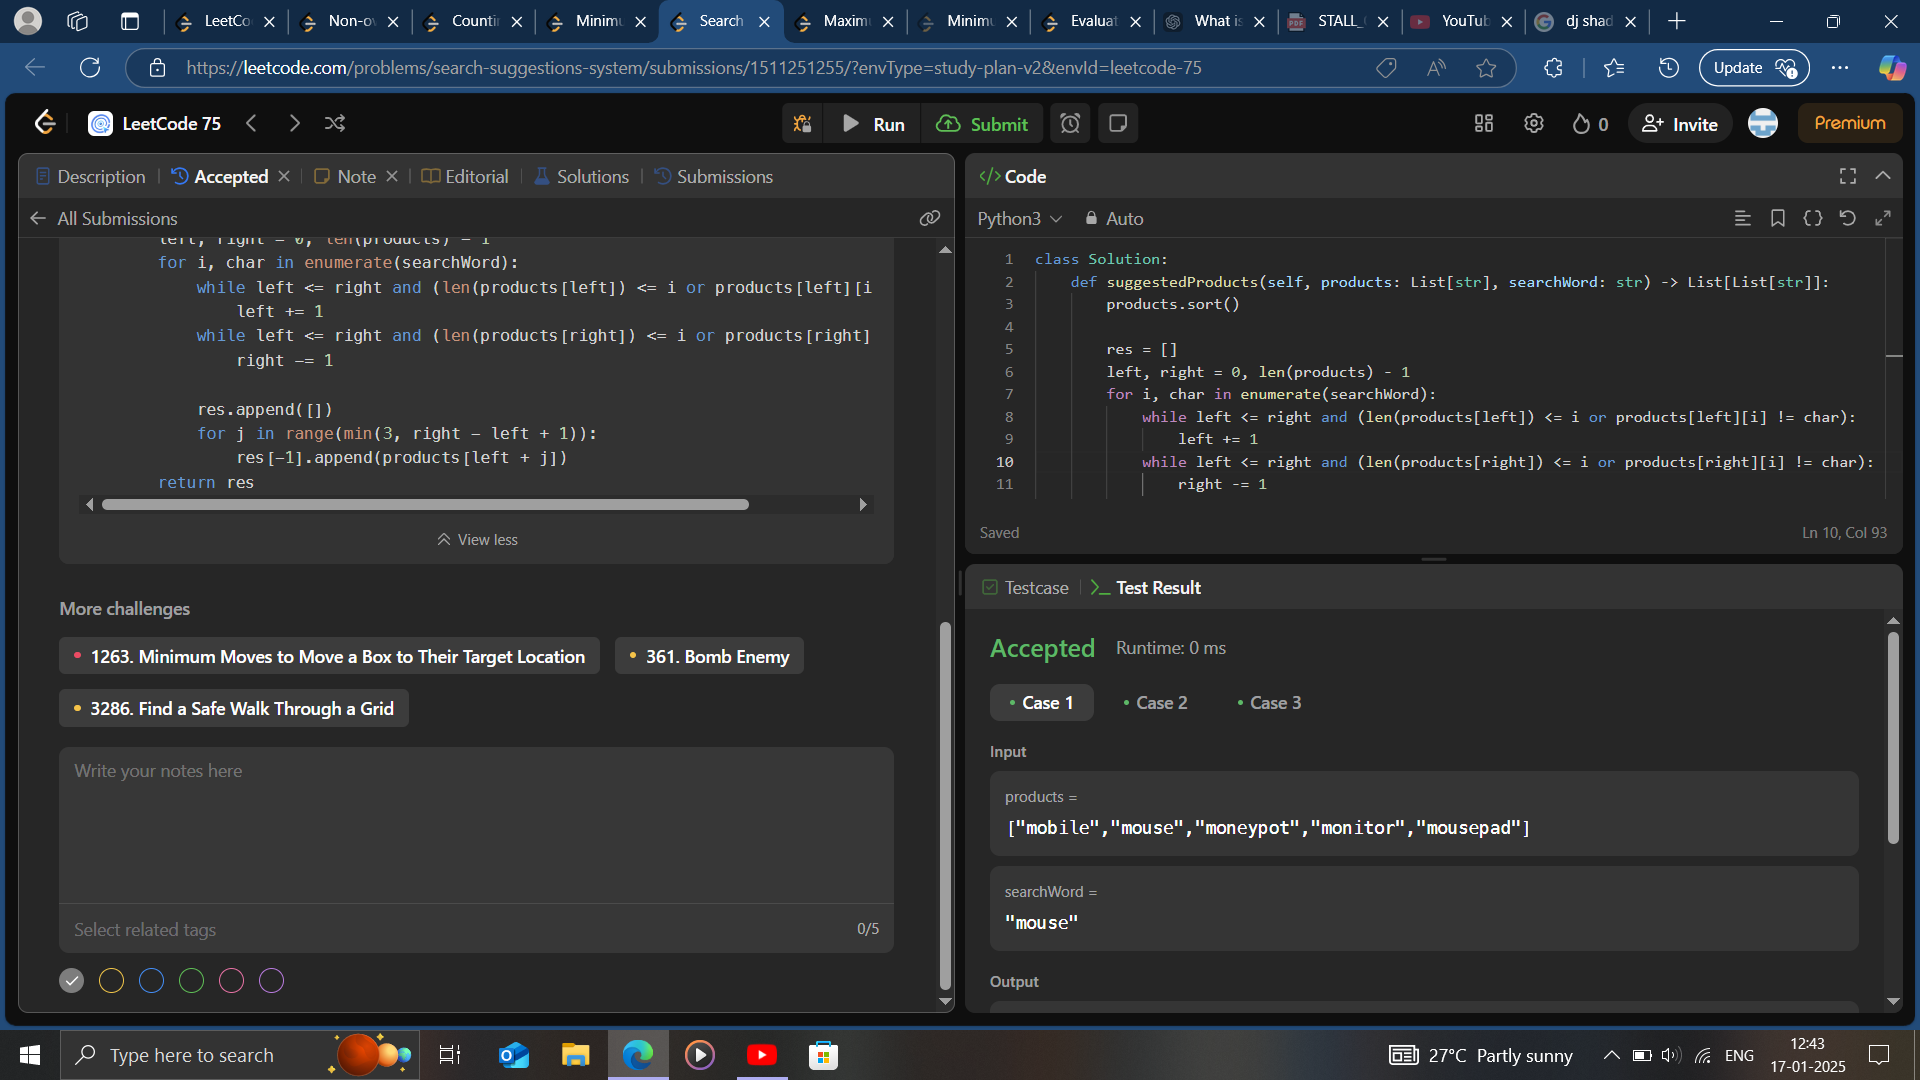 LeetCo
Non-o
Counti
Minim
Search
Maxim
Minim
Evaluat
What is
STALL_
YouTub
dj shad
https://leetcode.com/problems/search-suggestions-system/submissions/1511251255/?envType=study-plan-v2&envId=leetcode-75
Update
LeetCode 75
Run
Submit
0
Invite
Premium
Description
Accepted
Note
Editorial
Solutions
Submissions
All Submissions
left, right = 0, len(products) - 1
for i, char in enumerate(searchWord):
while left <= right and (len(products[left]) <= i or products[left][i
left += 1
while left <= right and (len(products[right]) <= i or products[right]
right -= 1
res.append([])
for j in range(min(3, right - left + 1)):
res[-1].append(products[left + j])
return res
View less
More challenges
1263. Minimum Moves to Move a Box to Their Target Location
361. Bomb Enemy
3286. Find a Safe Walk Through a Grid
Write your notes here
Select related tags
0/5
</> Code
Python3
Auto
1 class Solution:
2 def suggestedProducts(self, products: List[str], searchWord: str) -> List[List[str]]:
3 products.sort()
4
5 res = []
6 left, right = 0, len(products) - 1
7 for i, char in enumerate(searchWord):
8 while left <= right and (len(products[left]) <= i or products[left][i] != char):
9 left += 1
10 while left <= right and (len(products[right]) <= i or products[right][i] != char):
11 right -= 1
Saved
Ln 10, Col 93
Testcase
Test Result
Accepted
Runtime: 0 ms
Case 1
Case 2
Case 3
Input
products =
["mobile","mouse","moneypot","monitor","mousepad"]
searchWord =
"mouse"
Output
Type here to search
27°C Partly sunny
ENG
12:43
17-01-2025